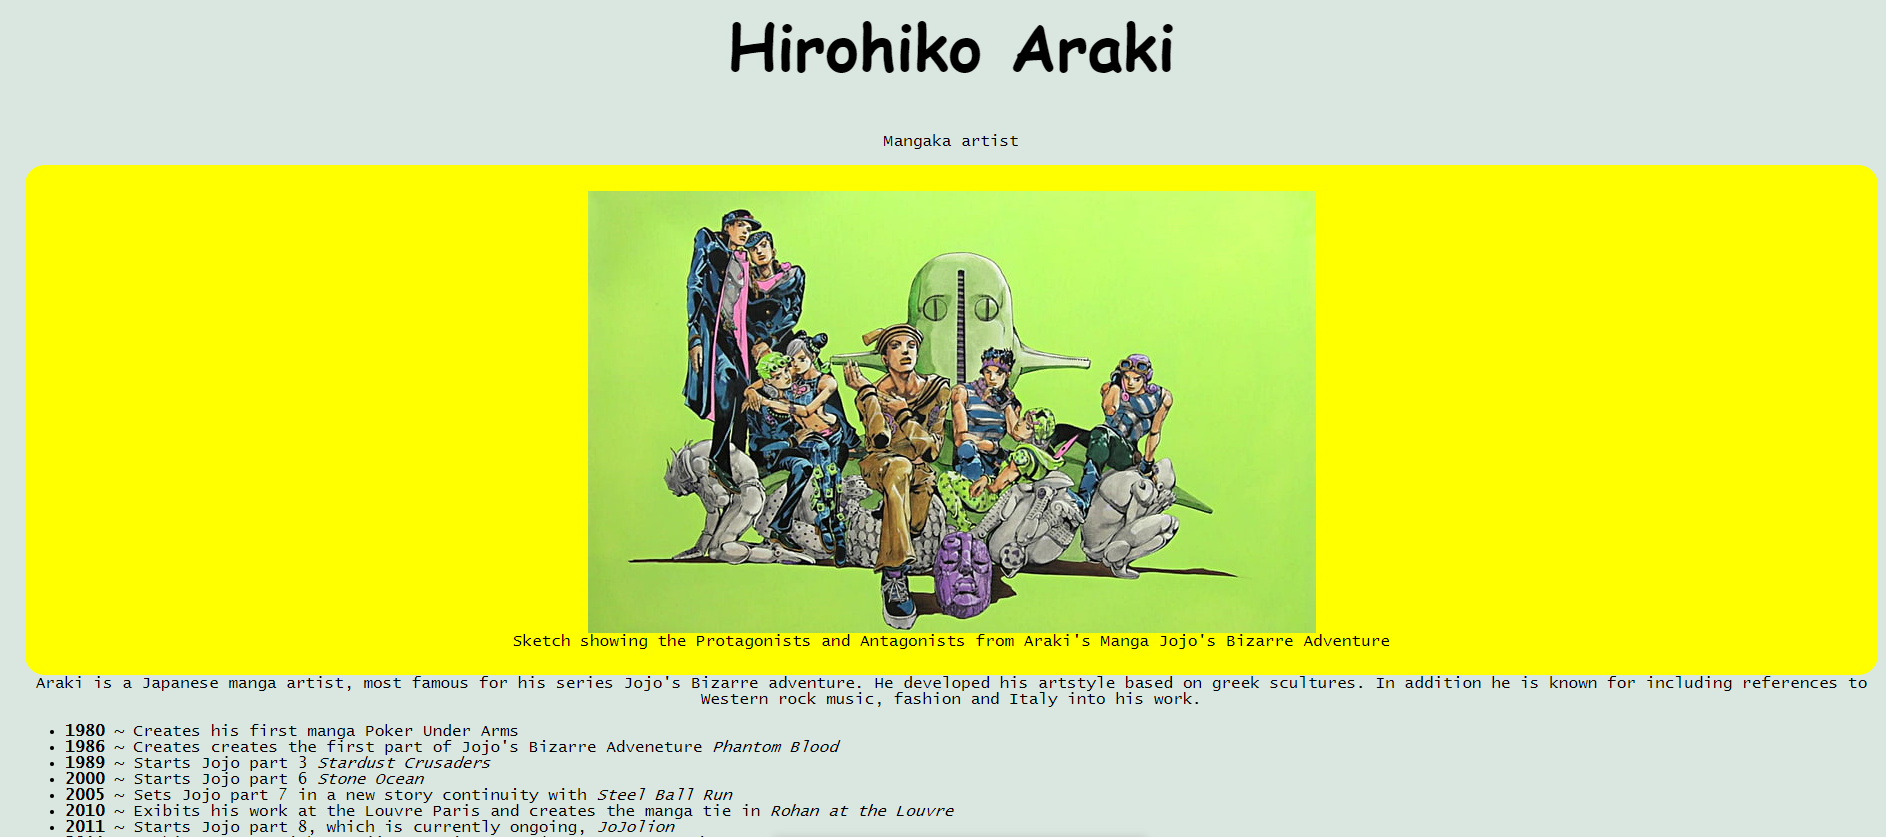 Hirohiko Araki
Mangaka artist
Sketch showing the Protagonists and Antagonists from Araki's Manga Jojo's Bizarre Adventure
Araki is a Japanese manga artist, most famous for his series Jojo's Bizarre adventure. He developed his artstyle based on greek scultures. In addition he is known for including references to
Western rock music, fashion and Italy into his work.
• 1980 ~ Creates his first manga Poker Under Arms
• 1986 ~ Creates creates the first part of Jojo's Bizarre Adveneture Phantom Blood
• 1989 ~ Starts Jojo part 3 Stardust Crusaders
• 2000 ~ Starts Jojo part 6 Stone Ocean
• 2005 ~ Sets Jojo part 7 in a new story continuity with Steel Ball Run
• 2010 ~ Exibits his work at the Louvre Paris and creates the manga tie in Rohan at the Louvre
• 2011 ~ Starts Jojo part 8, which is currently ongoing, JoJolion